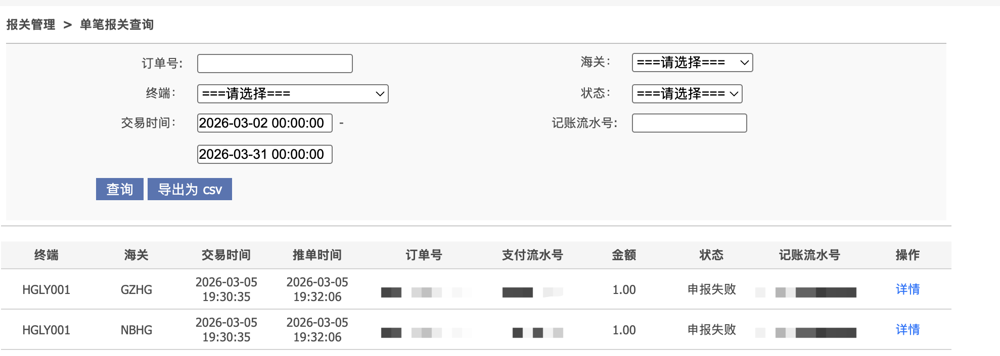 报关管理 > 单笔报关查询
订单号:
海关: ===请选择===
终端: ===请选择===
状态: ===请选择===
交易时间: 2026-03-02 00:00:00 -
记账流水号:
2026-03-31 00:00:00
查询 导出为 csv
终端 海关 交易时间 推单时间 订单号 支付流水号 金额 状态 记账流水号 操作
HGLY001 GZHG 2026-03-05 19:30:35 2026-03-05 19:32:06 1.00 申报失败 详情
HGLY001 NBHG 2026-03-05 19:30:35 2026-03-05 19:32:06 1.00 申报失败 详情